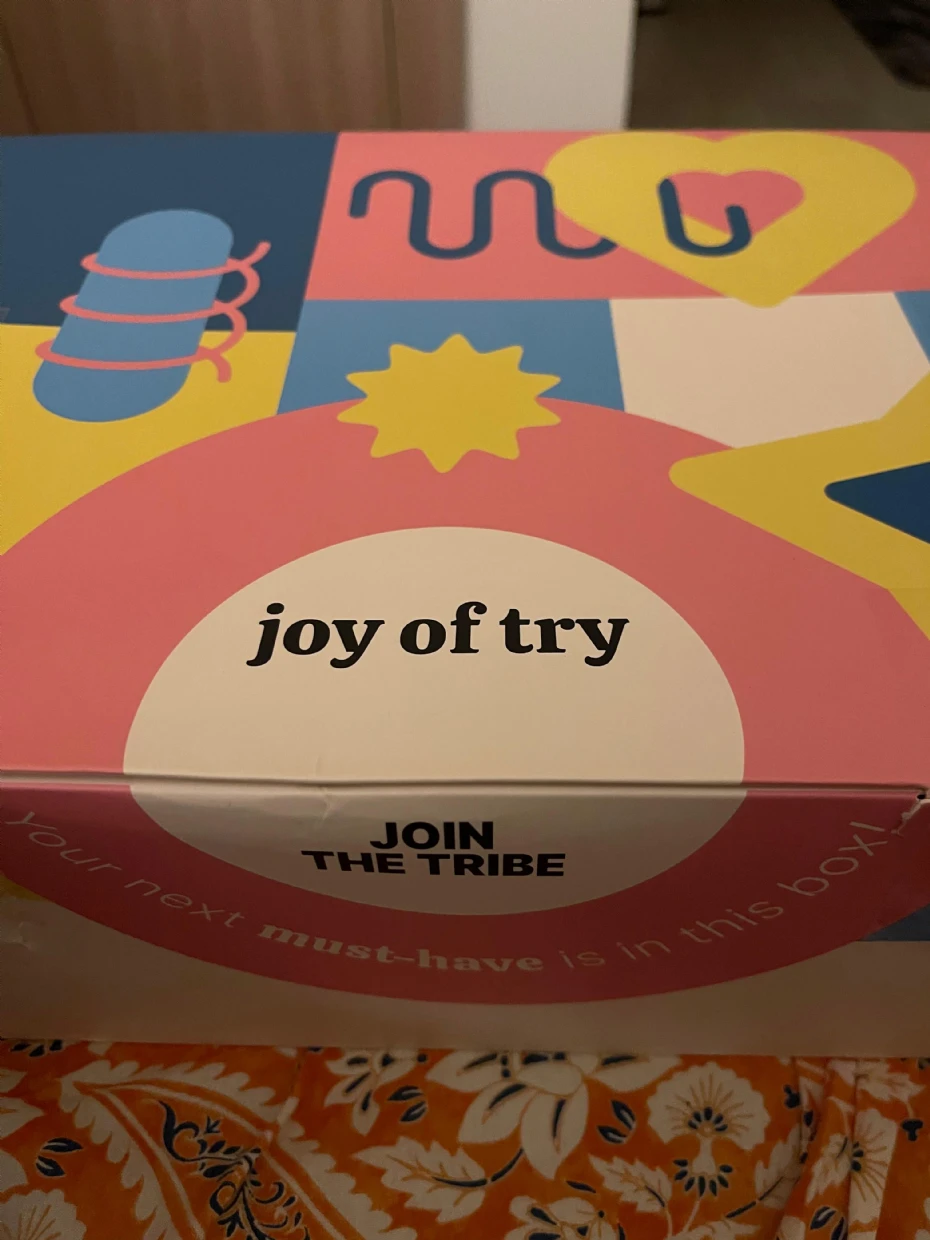 joy of try
JOIN
THE TRIBE
Your next must-have is in this box!